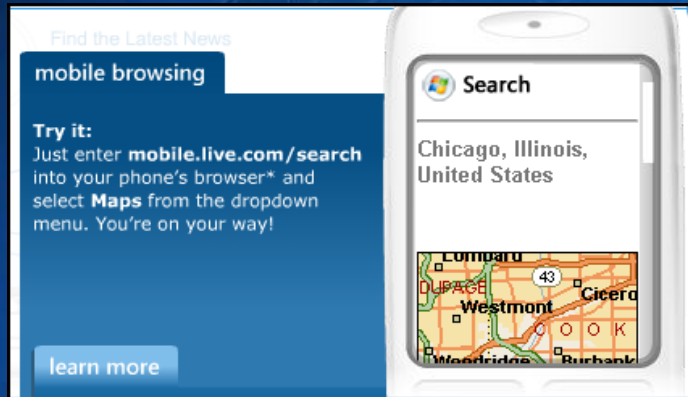 Find the Latest News
mobile browsing
Try it:
Just enter mobile.live.com/search
into your phone's browser* and
select Maps from the dropdown
menu. You're on your way!
learn more
Search
Chicago, Illinois,
United States
Lombard
43
DUPAGE
Cicero
Westmont
COOK
Woodridge
Burbank